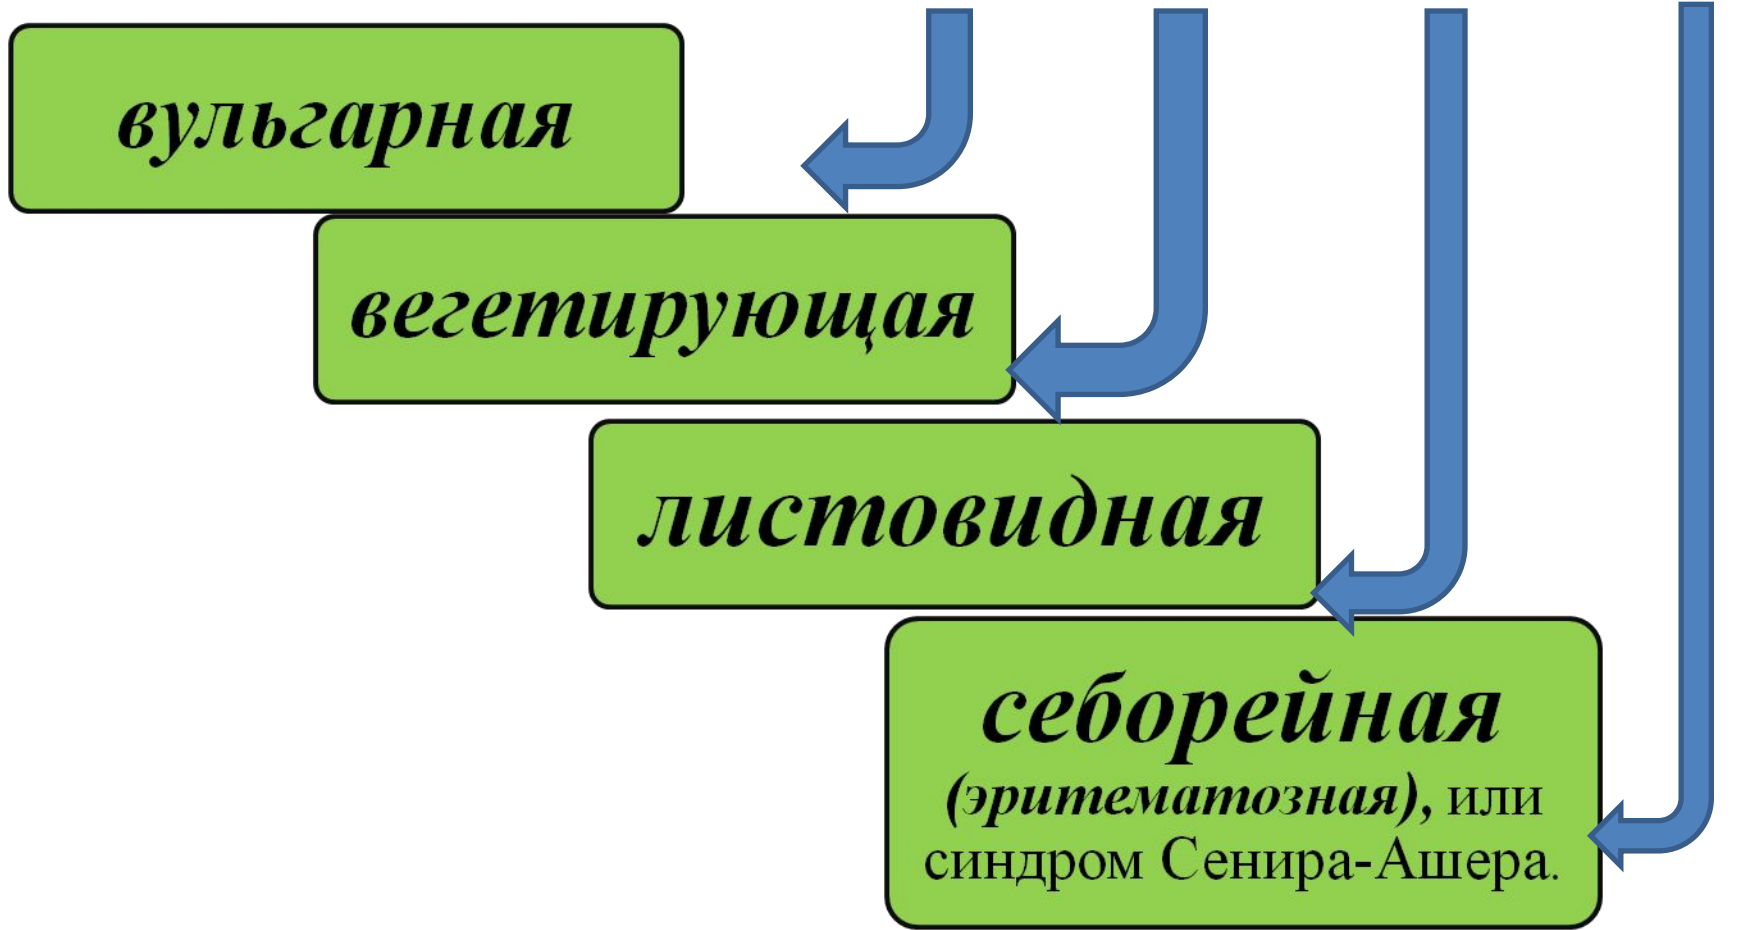 вульгарная
вегетирующая
листовидная
себорейная
(эритематозная), или
синдром Сенира-Ашера.